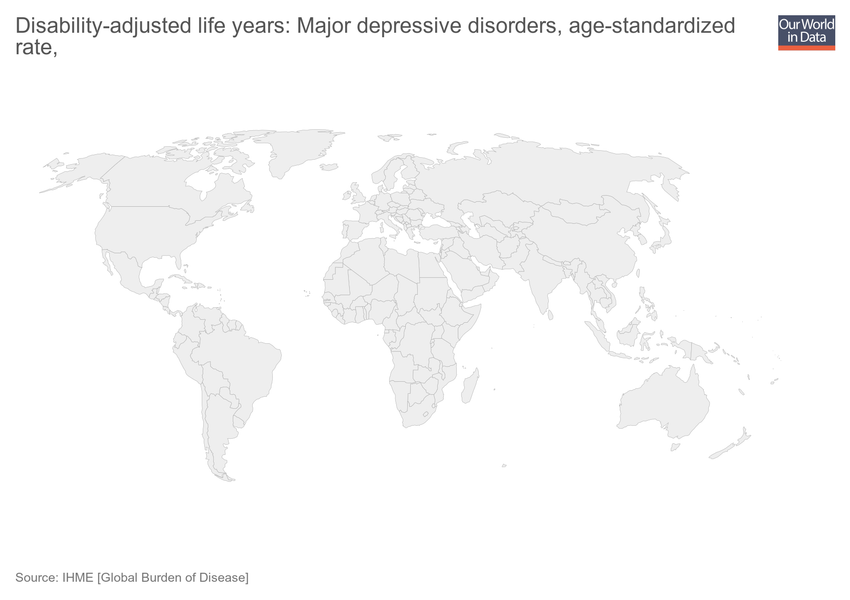 Disability-adjusted life years: Major depressive disorders, age-standardized
rate,
Our World
in Data
Source: IHME [Global Burden of Disease]